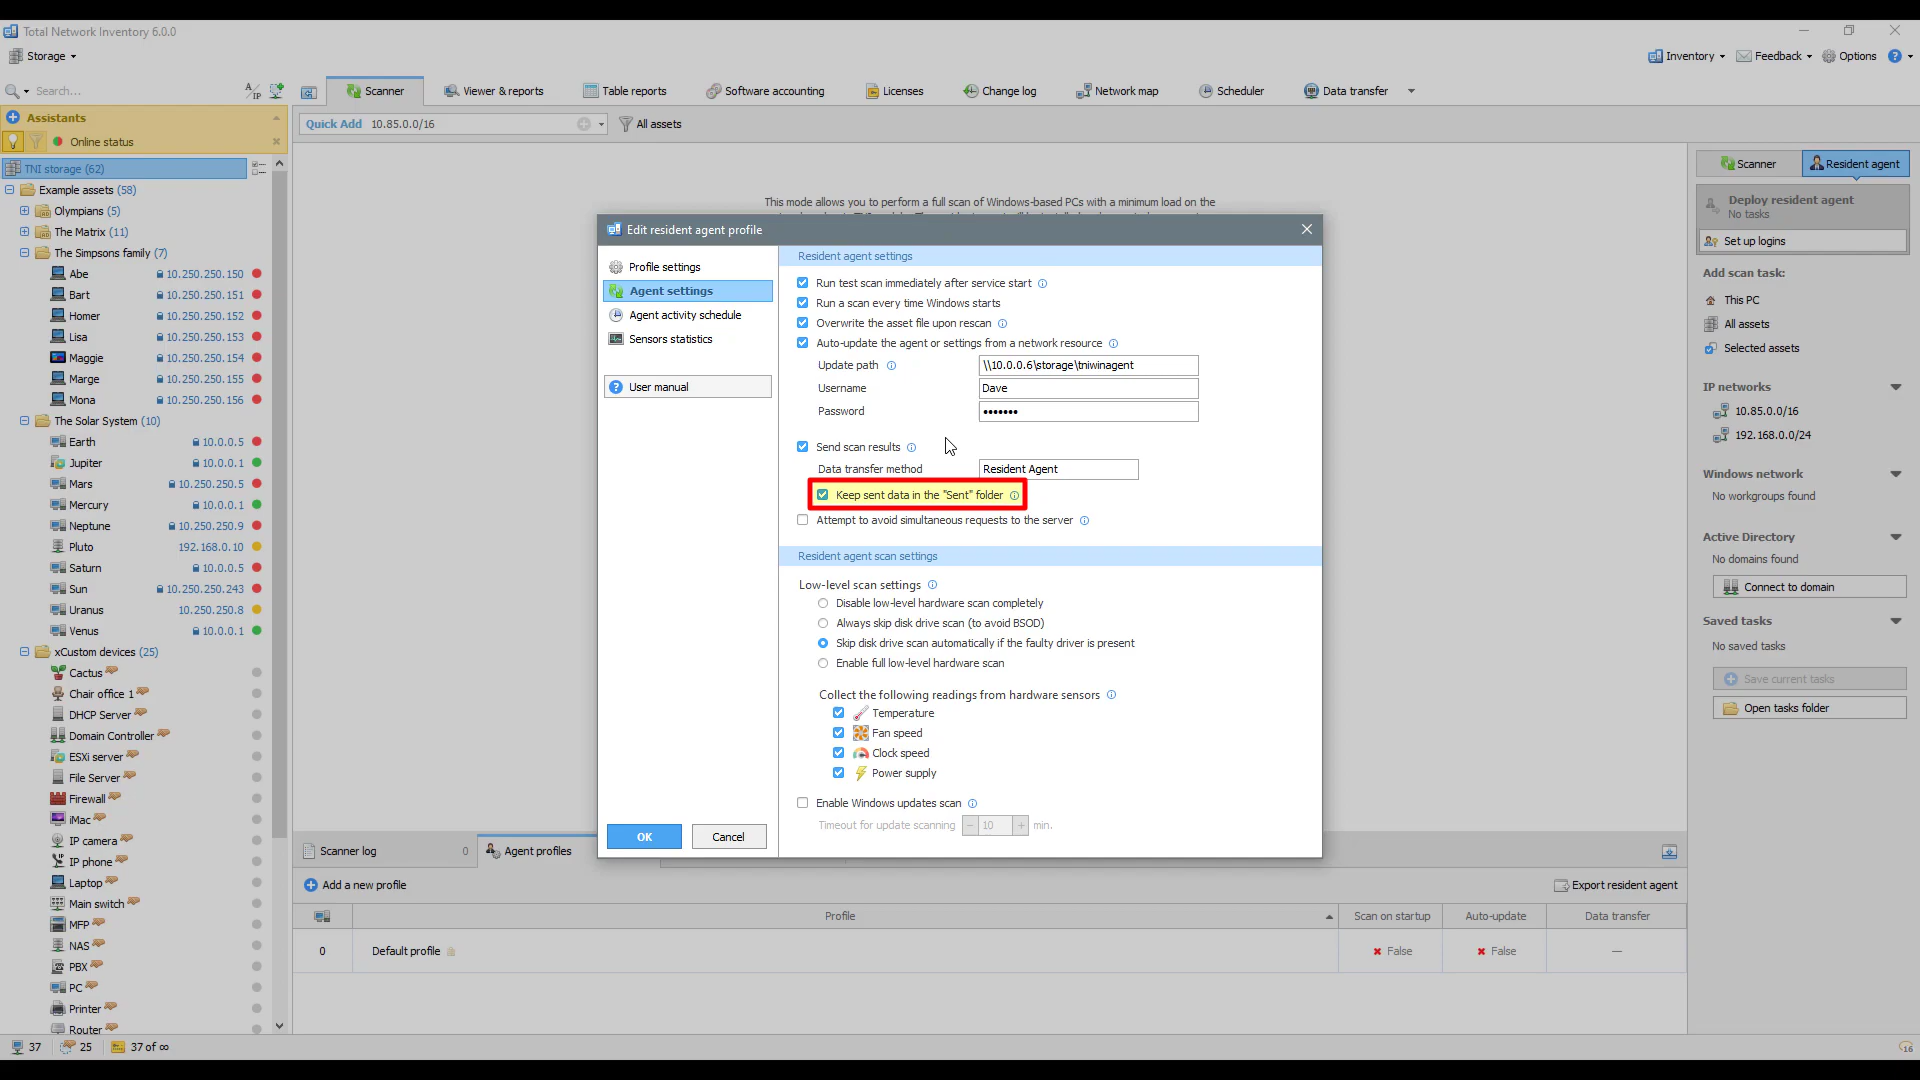 Total Network Inventory 6.0.0
Storage
Inventory
Feedback
Options
Search...
A/IP
Scanner
Viewer & reports
Table reports
Software accounting
Licenses
Change log
Network map
Scheduler
Data transfer
Assistants
Online status
Quick Add 10.85.0.0/16
All assets
TNI storage (62)
Example assets (58)
Olympians (5)
The Matrix (11)
The Simpsons family (7)
Abe 10.250.250.150
Bart 10.250.250.151
Homer 10.250.250.152
Lisa 10.250.250.153
Maggie 10.250.250.154
Marge 10.250.250.155
Mona 10.250.250.156
The Solar System (10)
Earth 10.0.0.5
Jupiter 10.0.0.1
Mars 10.250.250.5
Mercury 10.0.0.1
Neptune 10.250.250.9
Pluto 192.168.0.10
Saturn 10.0.0.5
Sun 10.250.250.243
Uranus 10.250.250.8
Venus 10.0.0.1
xCustom devices (25)
Cactus
Chair office 1
DHCP Server
Domain Controller
ESXi server
File Server
Firewall
iMac
IP camera
IP phone
Laptop
Main switch
MFP
NAS
PBX
PC
Printer
Router
37 25 37 of ∞
This mode allows you to perform a full scan of Windows-based PCs with a minimum load on the
Edit resident agent profile
Profile settings
Agent settings
Agent activity schedule
Sensors statistics
User manual
OK
Cancel
Resident agent settings
Run test scan immediately after service start
Run a scan every time Windows starts
Overwrite the asset file upon rescan
Auto-update the agent or settings from a network resource
Update path \\10.0.0.6\storage\tniwinagent
Username Dave
Password •••••••
Send scan results
Data transfer method Resident Agent
Keep sent data in the "Sent" folder
Attempt to avoid simultaneous requests to the server
Resident agent scan settings
Low-level scan settings
Disable low-level hardware scan completely
Always skip disk drive scan (to avoid BSOD)
Skip disk drive scan automatically if the faulty driver is present
Enable full low-level hardware scan
Collect the following readings from hardware sensors
Temperature
Fan speed
Clock speed
Power supply
Enable Windows updates scan
Timeout for update scanning 10 min.
Scanner log 0
Agent profiles
Add a new profile
Export resident agent
Profile Scan on startup Auto-update Data transfer
0 Default profile False False —
Scanner
Resident agent
Deploy resident agent
No tasks
Set up logins
Add scan task:
This PC
All assets
Selected assets
IP networks
10.85.0.0/16
192.168.0.0/24
Windows network
No workgroups found
Active Directory
No domains found
Connect to domain
Saved tasks
No saved tasks
Save current tasks
Open tasks folder
16